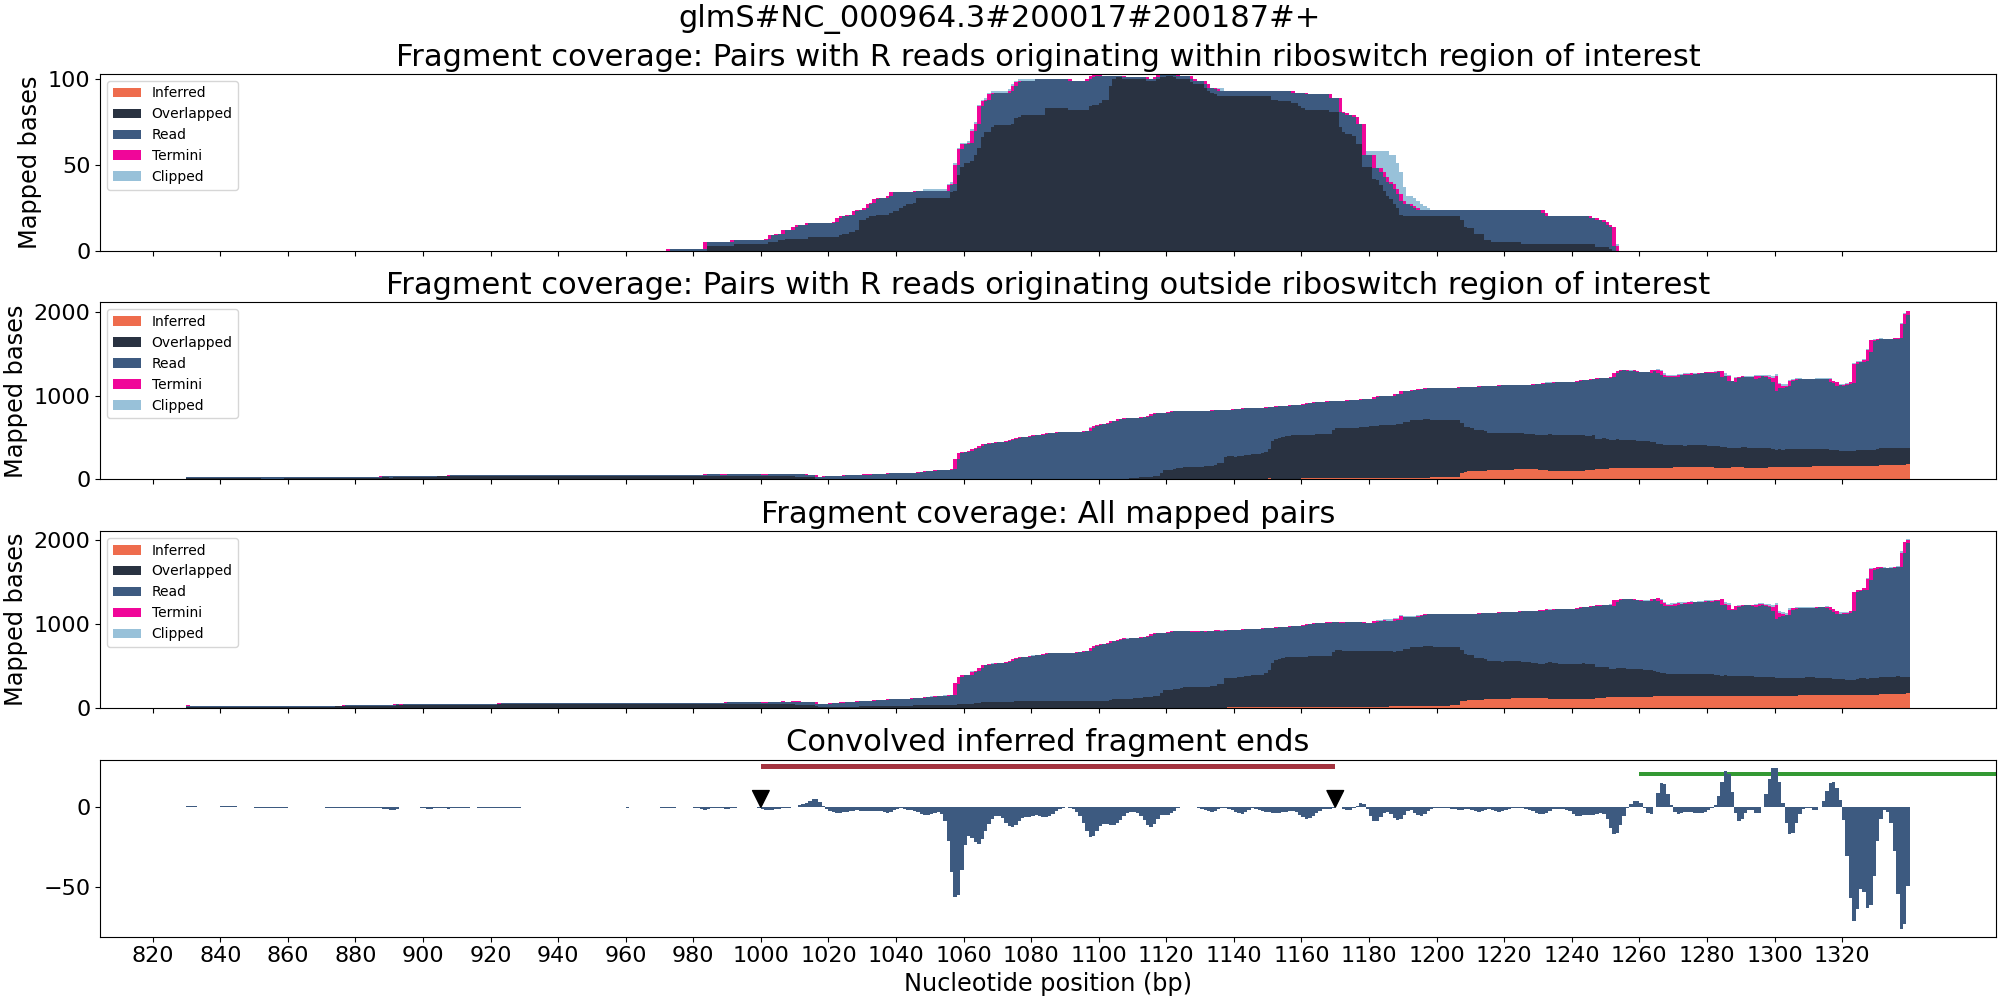 glmS#NC_000964.3#200017#200187#+
Fragment coverage: Pairs with R reads originating within riboswitch region of interest
Mapped bases
100
50
0
Inferred
Overlapped
Read
Termini
Clipped
Fragment coverage: Pairs with R reads originating outside riboswitch region of interest
Mapped bases
2000
1000
0
Inferred
Overlapped
Read
Termini
Clipped
Fragment coverage: All mapped pairs
Mapped bases
2000
1000
0
Inferred
Overlapped
Read
Termini
Clipped
Convolved inferred fragment ends
0
−50
820 840 860 880 900 920 940 960 980 1000 1020 1040 1060 1080 1100 1120 1140 1160 1180 1200 1220 1240 1260 1280 1300 1320
Nucleotide position (bp)